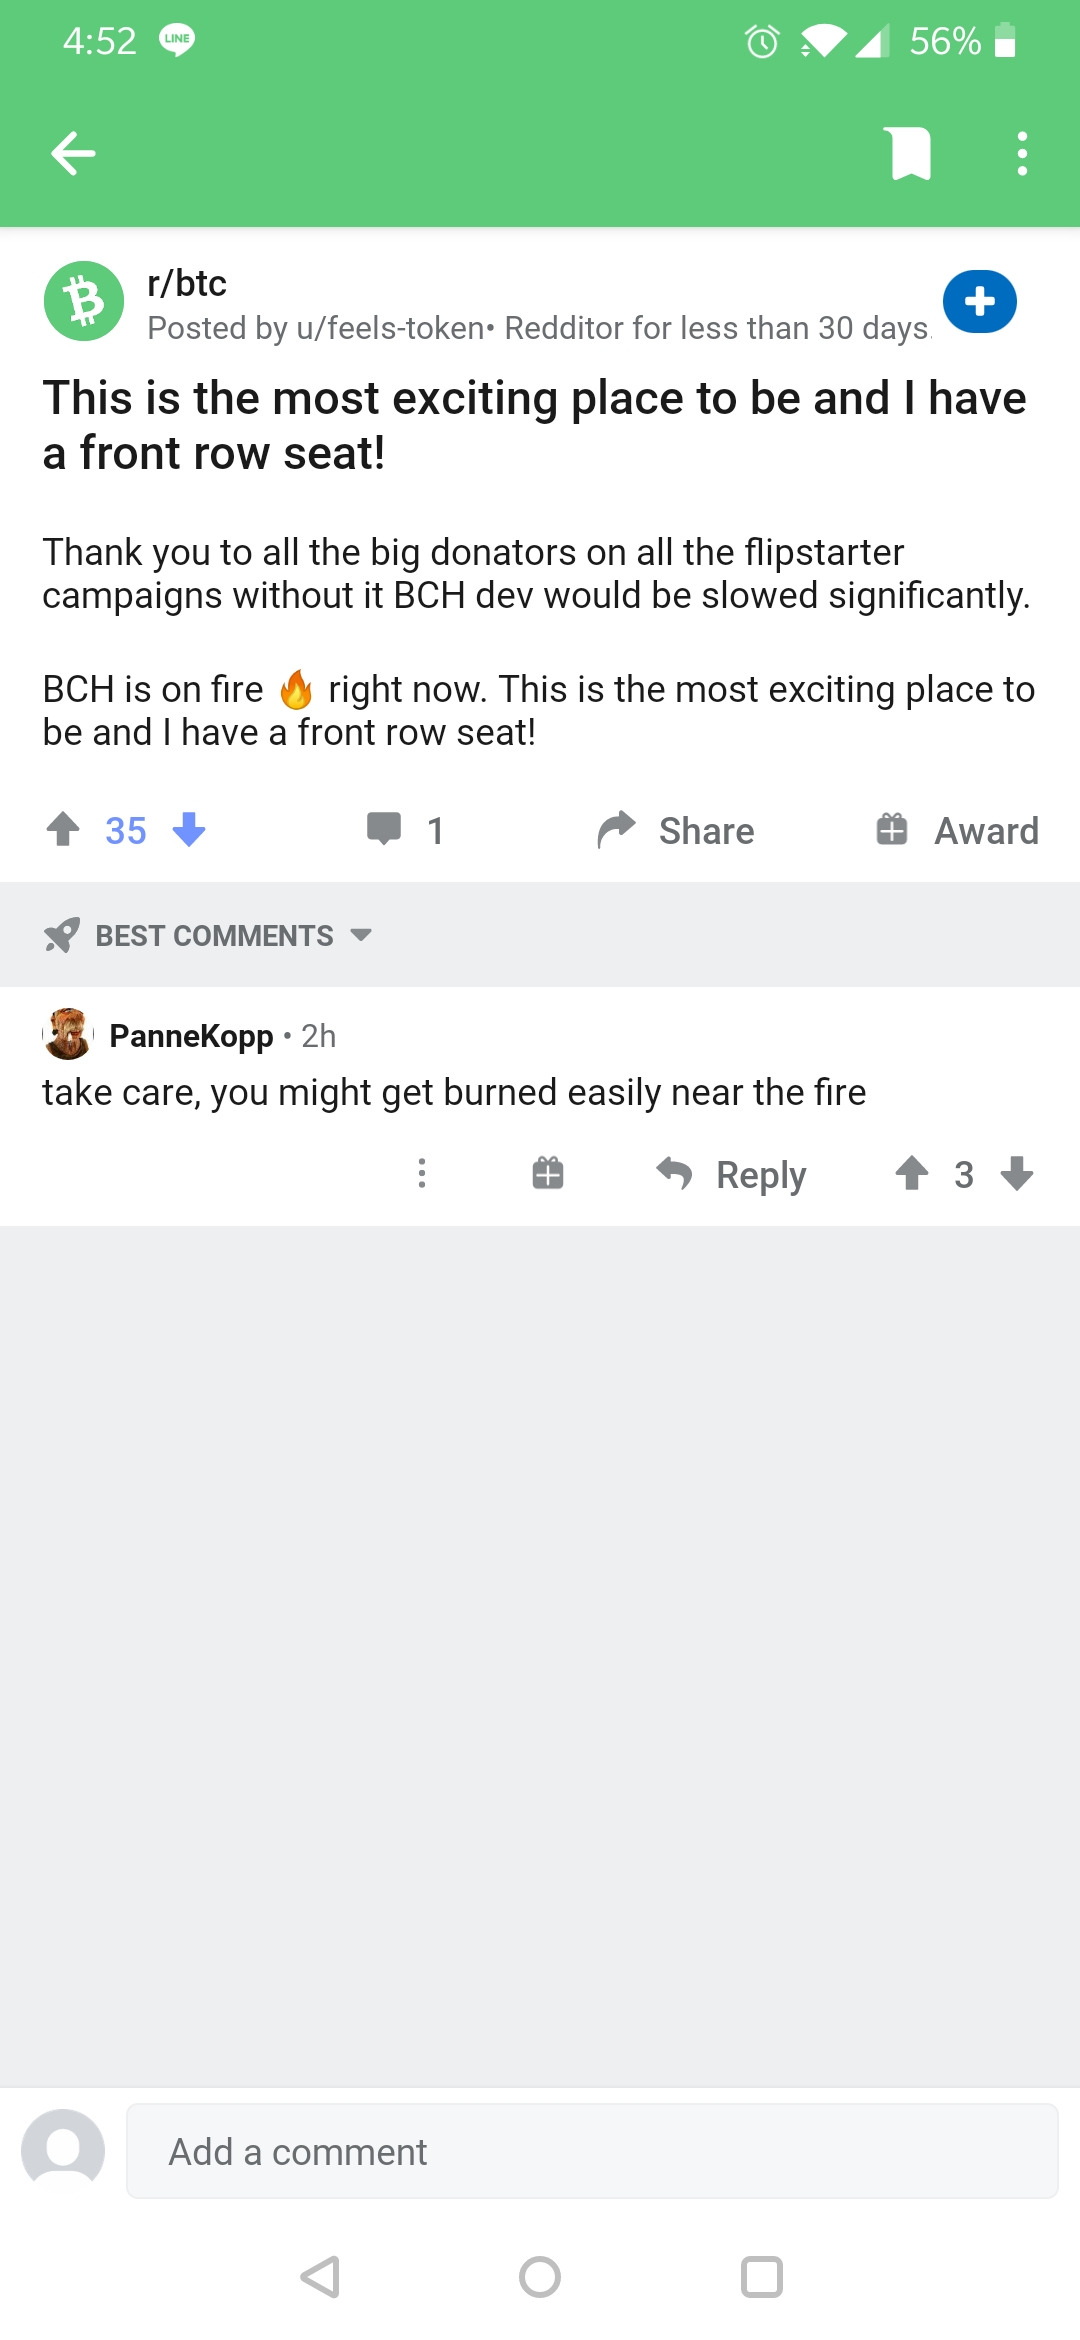 4:52 LINE 56%
r/btc
Posted by u/feels-token• Redditor for less than 30 days.
This is the most exciting place to be and I have
a front row seat!
Thank you to all the big donators on all the flipstarter
campaigns without it BCH dev would be slowed significantly.
BCH is on fire 🔥 right now. This is the most exciting place to
be and I have a front row seat!
35 1 Share Award
BEST COMMENTS
PanneKopp • 2h
take care, you might get burned easily near the fire
Reply 3
Add a comment